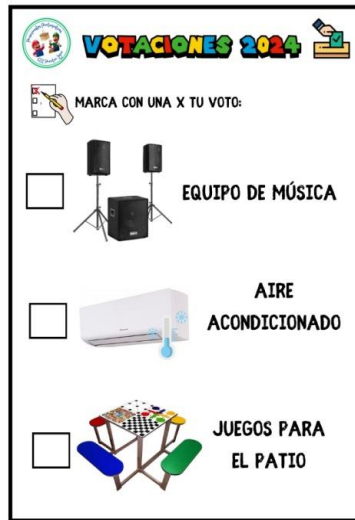 VOTACIONES 2024
MARCA CON UNA X TU VOTO:
EQUIPO DE MÚSICA
AIRE
ACONDICIONADO
JUEGOS PARA
EL PATIO